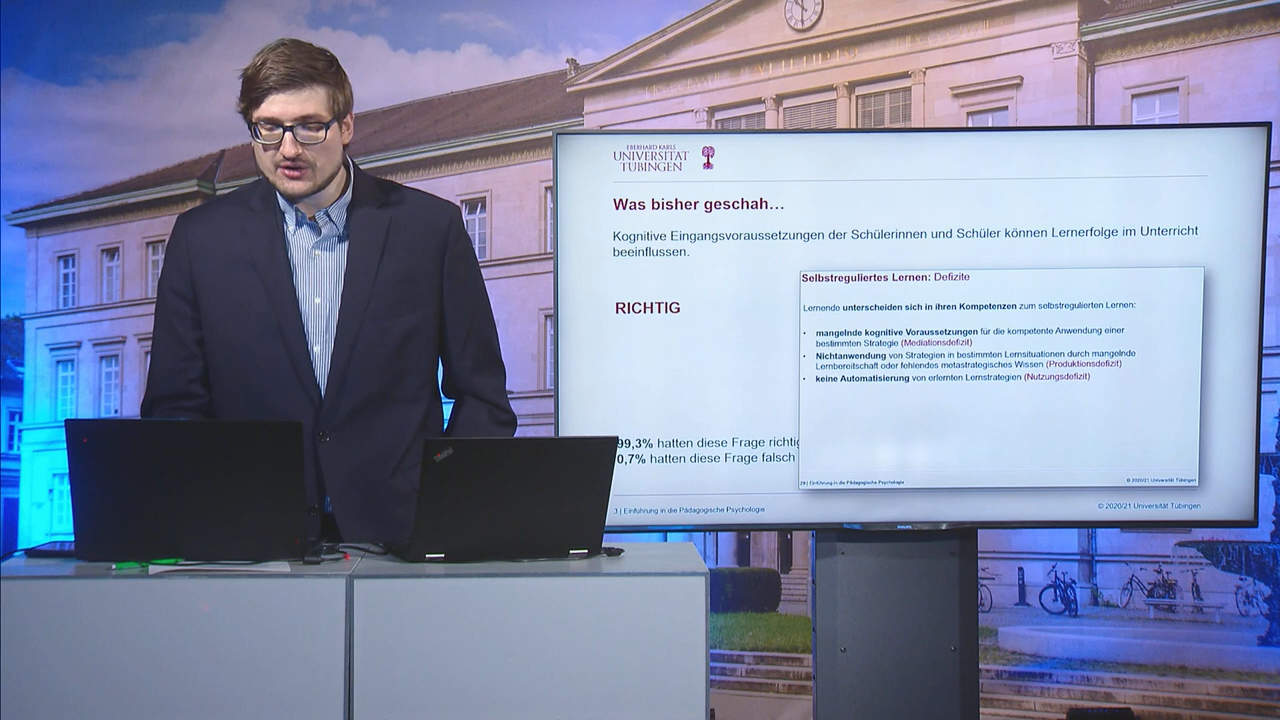 EBERHARD KARLS
UNIVERSITÄT
TÜBINGEN
Was bisher geschah…
Kognitive Eingangsvoraussetzungen der Schülerinnen und Schüler können Lernerfolge im Unterricht
beeinflussen.
RICHTIG
99,3% hatten diese Frage richtig
0,7% hatten diese Frage falsch
Selbstreguliertes Lernen: Defizite
Lernende unterscheiden sich in ihren Kompetenzen zum selbstregulierten Lernen:
• mangelnde kognitive Voraussetzungen für die kompetente Anwendung einer
bestimmten Strategie (Mediationsdefizit)
• Nichtanwendung von Strategien in bestimmten Lernsituationen durch mangelnde
Lernbereitschaft oder fehlendes metastrategisches Wissen (Produktionsdefizit)
• keine Automatisierung von erlernten Lernstrategien (Nutzungsdefizit)
| Einführung in die Pädagogische Psychologie
© 2020/21 Universität Tübingen
3 | Einführung in die Pädagogische Psychologie
© 2020/21 Universität Tübingen
PHILIPS
ThinkPad